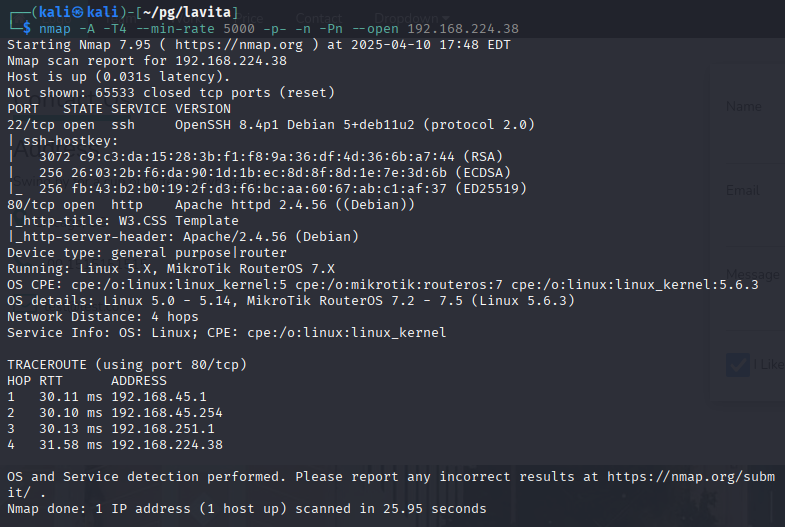 Price Contact Dropdown
┌──(kali㉿kali)-[~/pg/lavita]
└─$ nmap -A -T4 --min-rate 5000 -p- -n -Pn --open 192.168.224.38
Starting Nmap 7.95 ( https://nmap.org ) at 2025-04-10 17:48 EDT
Nmap scan report for 192.168.224.38
Host is up (0.031s latency).
Not shown: 65533 closed tcp ports (reset)
PORT   STATE SERVICE VERSION
22/tcp open  ssh     OpenSSH 8.4p1 Debian 5+deb11u2 (protocol 2.0)
| ssh-hostkey:
|   3072 c9:c3:da:15:28:3b:f1:f8:9a:36:df:4d:36:6b:a7:44 (RSA)
|   256 26:03:2b:f6:da:90:1d:1b:ec:8d:8f:8d:1e:7e:3d:6b (ECDSA)
|_  256 fb:43:b2:b0:19:2f:d3:f6:bc:aa:60:67:ab:c1:af:37 (ED25519)
80/tcp open  http    Apache httpd 2.4.56 ((Debian))
|_http-title: W3.CSS Template
|_http-server-header: Apache/2.4.56 (Debian)
Device type: general purpose|router
Running: Linux 5.X, MikroTik RouterOS 7.X
OS CPE: cpe:/o:linux:linux_kernel:5 cpe:/o:mikrotik:routeros:7 cpe:/o:linux:linux_kernel:5.6.3
OS details: Linux 5.0 - 5.14, MikroTik RouterOS 7.2 - 7.5 (Linux 5.6.3)
Network Distance: 4 hops
Service Info: OS: Linux; CPE: cpe:/o:linux:linux_kernel
TRACEROUTE (using port 80/tcp)
HOP RTT      ADDRESS
1   30.11 ms 192.168.45.1
2   30.10 ms 192.168.45.254
3   30.13 ms 192.168.251.1
4   31.58 ms 192.168.224.38
OS and Service detection performed. Please report any incorrect results at https://nmap.org/subm
it/ .
Nmap done: 1 IP address (1 host up) scanned in 25.95 seconds
Name
Email
Message
I Like